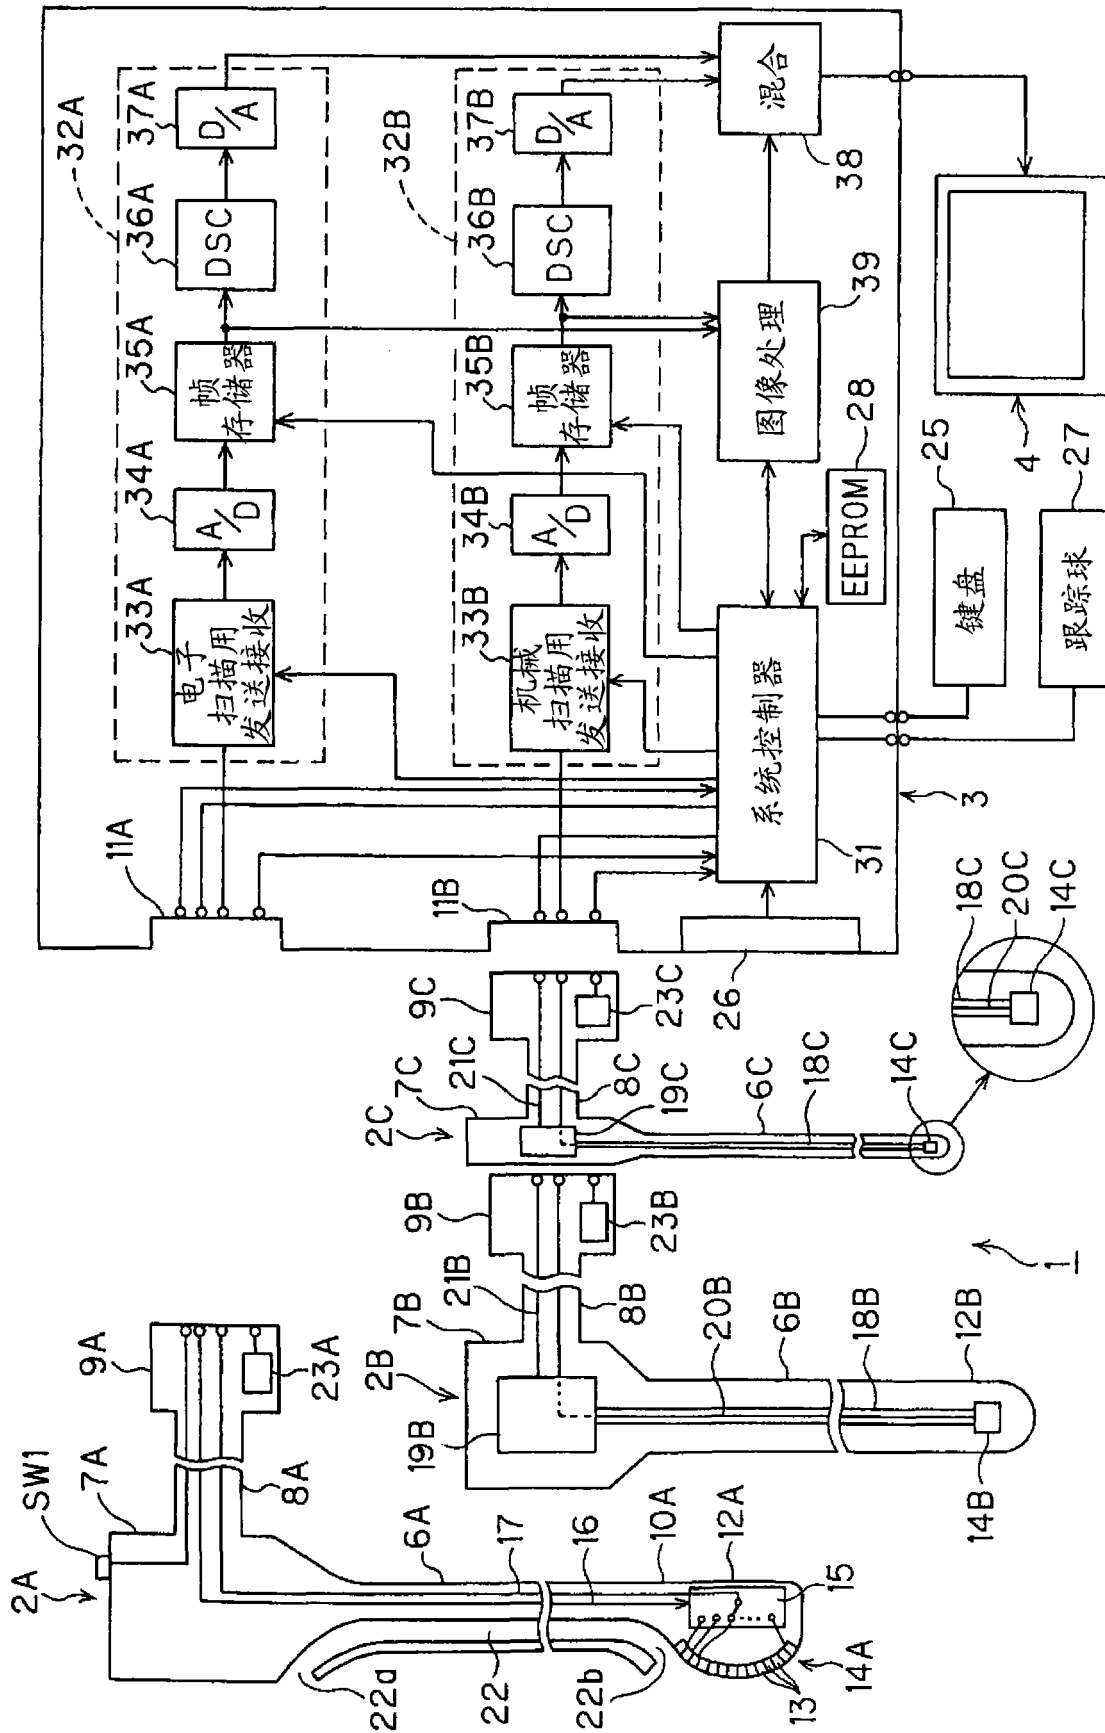 32A
37A
D/A
36A
DSC
35A
帧
存储器
34A
A/D
33A
电子
扫描用
发送接收
11A
32B
37B
D/A
36B
DSC
35B
帧
存储器
34B
A/D
33B
机械
扫描用
发送接收
11B
混合
38
图像处理
39
EEPROM
28
系统控制器
31
26
3
4
键盘
25
跟踪球
27
18C
20C
14C
9C
23C
7C
21C
2C
8C
19C
6C
18C
14C
9B
23B
21B
7B
8B
2B
19B
20B
6B
18B
12B
14B
1
9A
23A
SW1
7A
2A
8A
6A
17
16
10A
12A
15
22a
22
22b
13
14A